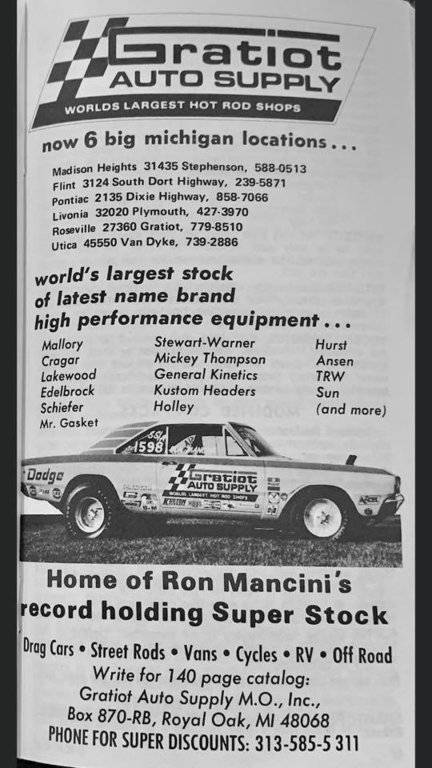 Gratiot
AUTO SUPPLY
WORLDS LARGEST HOT ROD SHOPS
now 6 big michigan locations...
Madison Heights 31435 Stephenson, 588-0513
Flint 3124 South Dort Highway, 239-5871
Pontiac 2135 Dixie Highway, 858-7066
Livonia 32020 Plymouth, 427-3970
Roseville 27360 Gratiot, 779-8510
Utica 45550 Van Dyke, 739-2886
world's largest stock
of latest name brand
high performance equipment...
Mallory Stewart-Warner Hurst
Cragar Mickey Thompson Ansen
Lakewood General Kinetics TRW
Edelbrock Kustom Headers Sun
Schiefer Holley (and more)
Mr. Gasket
1598
Dodge
Gratiot
AUTO SUPPLY
WORLDS LARGEST HOT ROD SHOPS
Home of Ron Mancini's
record holding Super Stock
Drag Cars • Street Rods • Vans • Cycles • RV • Off Road
Write for 140 page catalog:
Gratiot Auto Supply M.O., Inc.,
Box 870-RB, Royal Oak, MI 48068
PHONE FOR SUPER DISCOUNTS: 313-585-5311